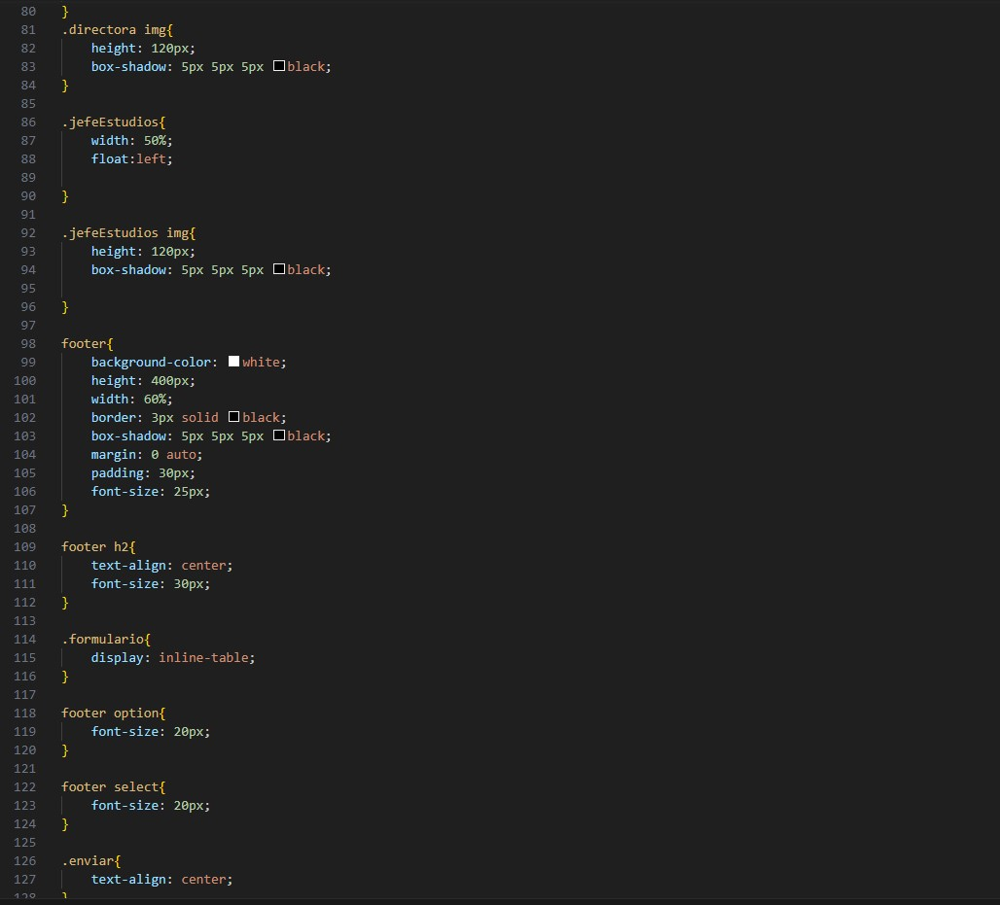 80 }
81 .directora img{
82 height: 120px;
83 box-shadow: 5px 5px 5px black;
84 }
85
86 .jefeEstudios{
87 width: 50%;
88 float:left;
89
90 }
91
92 .jefeEstudios img{
93 height: 120px;
94 box-shadow: 5px 5px 5px black;
95
96 }
97
98 footer{
99 background-color: white;
100 height: 400px;
101 width: 60%;
102 border: 3px solid black;
103 box-shadow: 5px 5px 5px black;
104 margin: 0 auto;
105 padding: 30px;
106 font-size: 25px;
107 }
108
109 footer h2{
110 text-align: center;
111 font-size: 30px;
112 }
113
114 .formulario{
115 display: inline-table;
116 }
117
118 footer option{
119 font-size: 20px;
120 }
121
122 footer select{
123 font-size: 20px;
124 }
125
126 .enviar{
127 text-align: center;
128 }